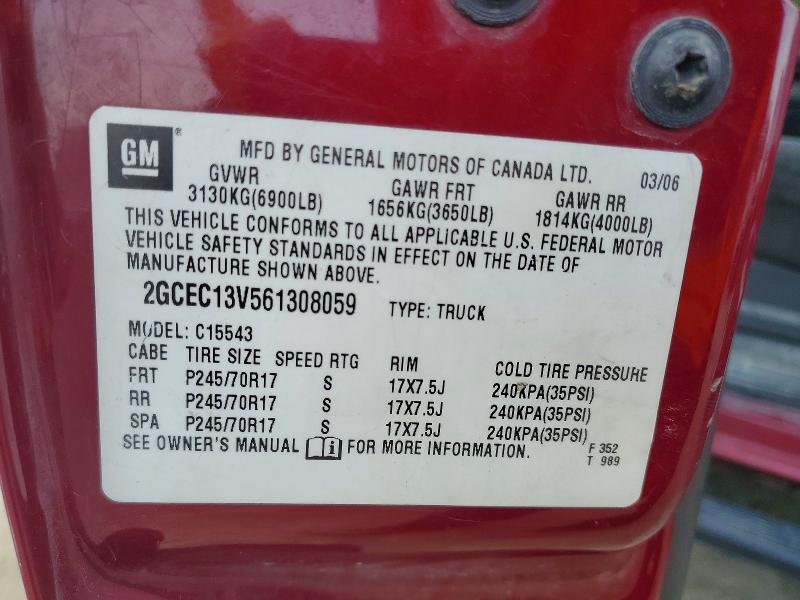 GM ® MFD BY GENERAL MOTORS OF CANADA LTD. 03/06
GVWR GAWR FRT GAWR RR
3130KG(6900LB) 1656KG(3650LB) 1814KG(4000LB)
THIS VEHICLE CONFORMS TO ALL APPLICABLE U.S. FEDERAL MOTOR
VEHICLE SAFETY STANDARDS IN EFFECT ON THE DATE OF
MANUFACTURE SHOWN ABOVE.
2GCEC13V561308059 TYPE: TRUCK
MODEL: C15543
CABE TIRE SIZE SPEED RTG RIM COLD TIRE PRESSURE
FRT P245/70R17 S 17X7.5J 240KPA(35PSI)
RR P245/70R17 S 17X7.5J 240KPA(35PSI)
SPA P245/70R17 S 17X7.5J 240KPA(35PSI)
SEE OWNER'S MANUAL i FOR MORE INFORMATION. F 352
T 989